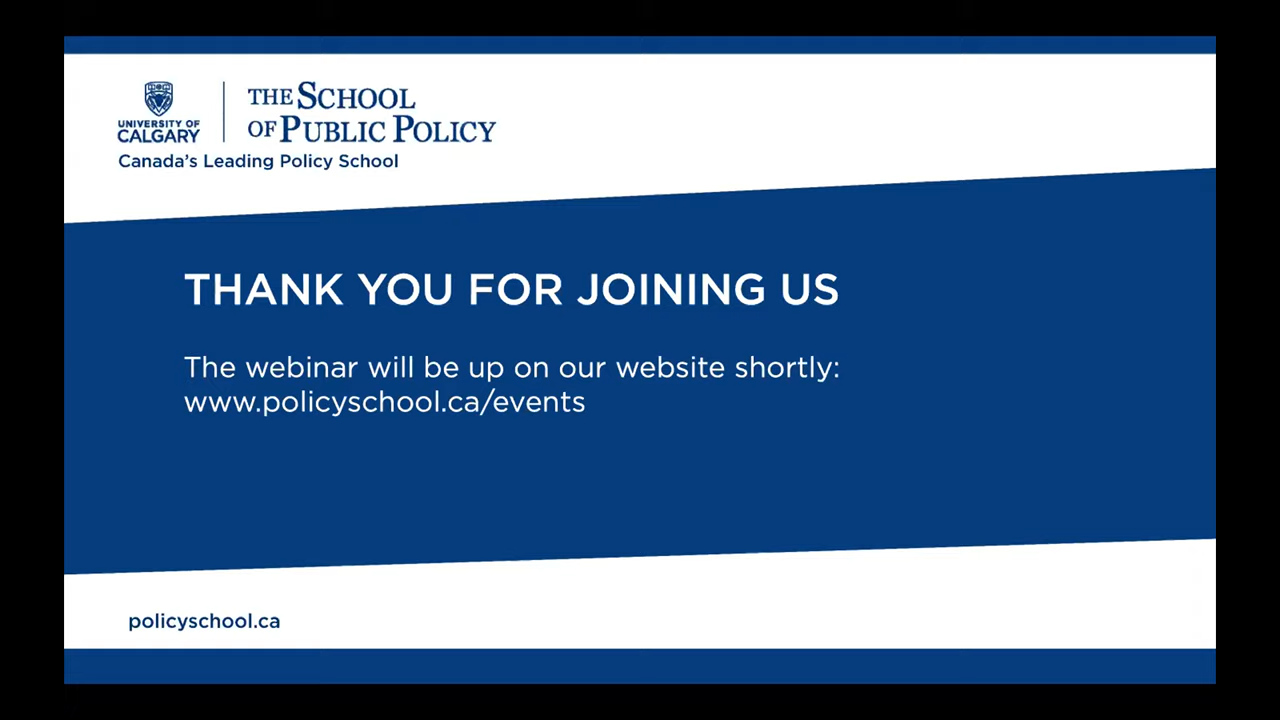 UNIVERSITY OF
CALGARY
THE SCHOOL
OF PUBLIC POLICY
Canada's Leading Policy School
THANK YOU FOR JOINING US
The webinar will be up on our website shortly:
www.policyschool.ca/events
policyschool.ca